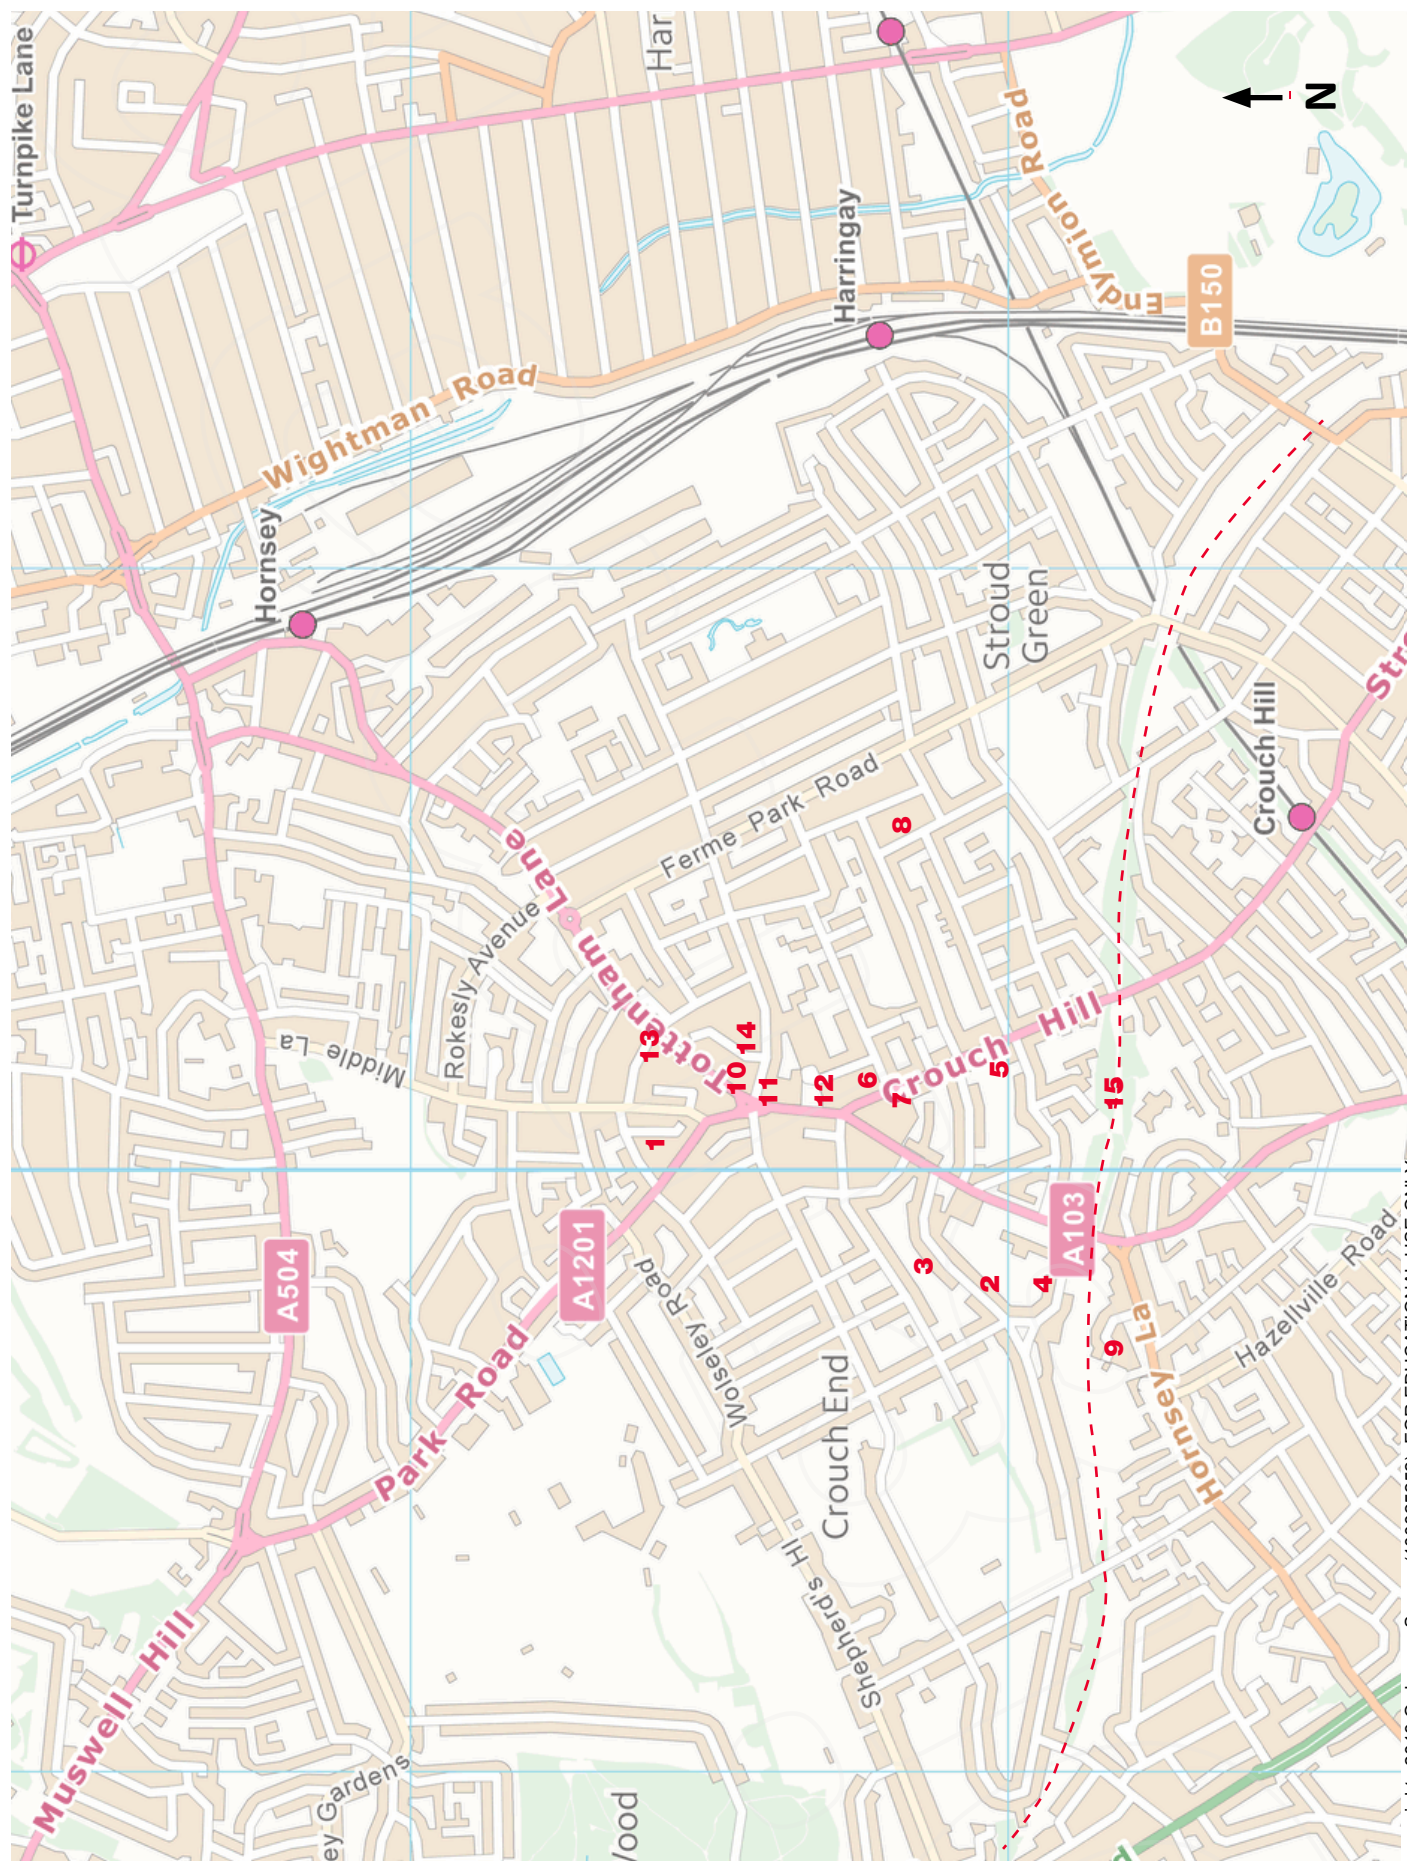 Turnpike Lane
Har
N
Endymion Road
Harringay
B150
Wightman Road
Hornsey
Stroud
Green
Str
Crouch Hill
Ferme Park Road
8
Tottenham Lane
Rokesly Avenue
Middle La
13
14
10
11
12
6
7
Crouch Hill
5
15
1
A504
A1201
A103
3
2
4
9
Park Road
Wolseley Road
Crouch End
Hornsey La
Hazellville Road
Shepherd's Hl
Muswell Hill
ey Gardens
ood